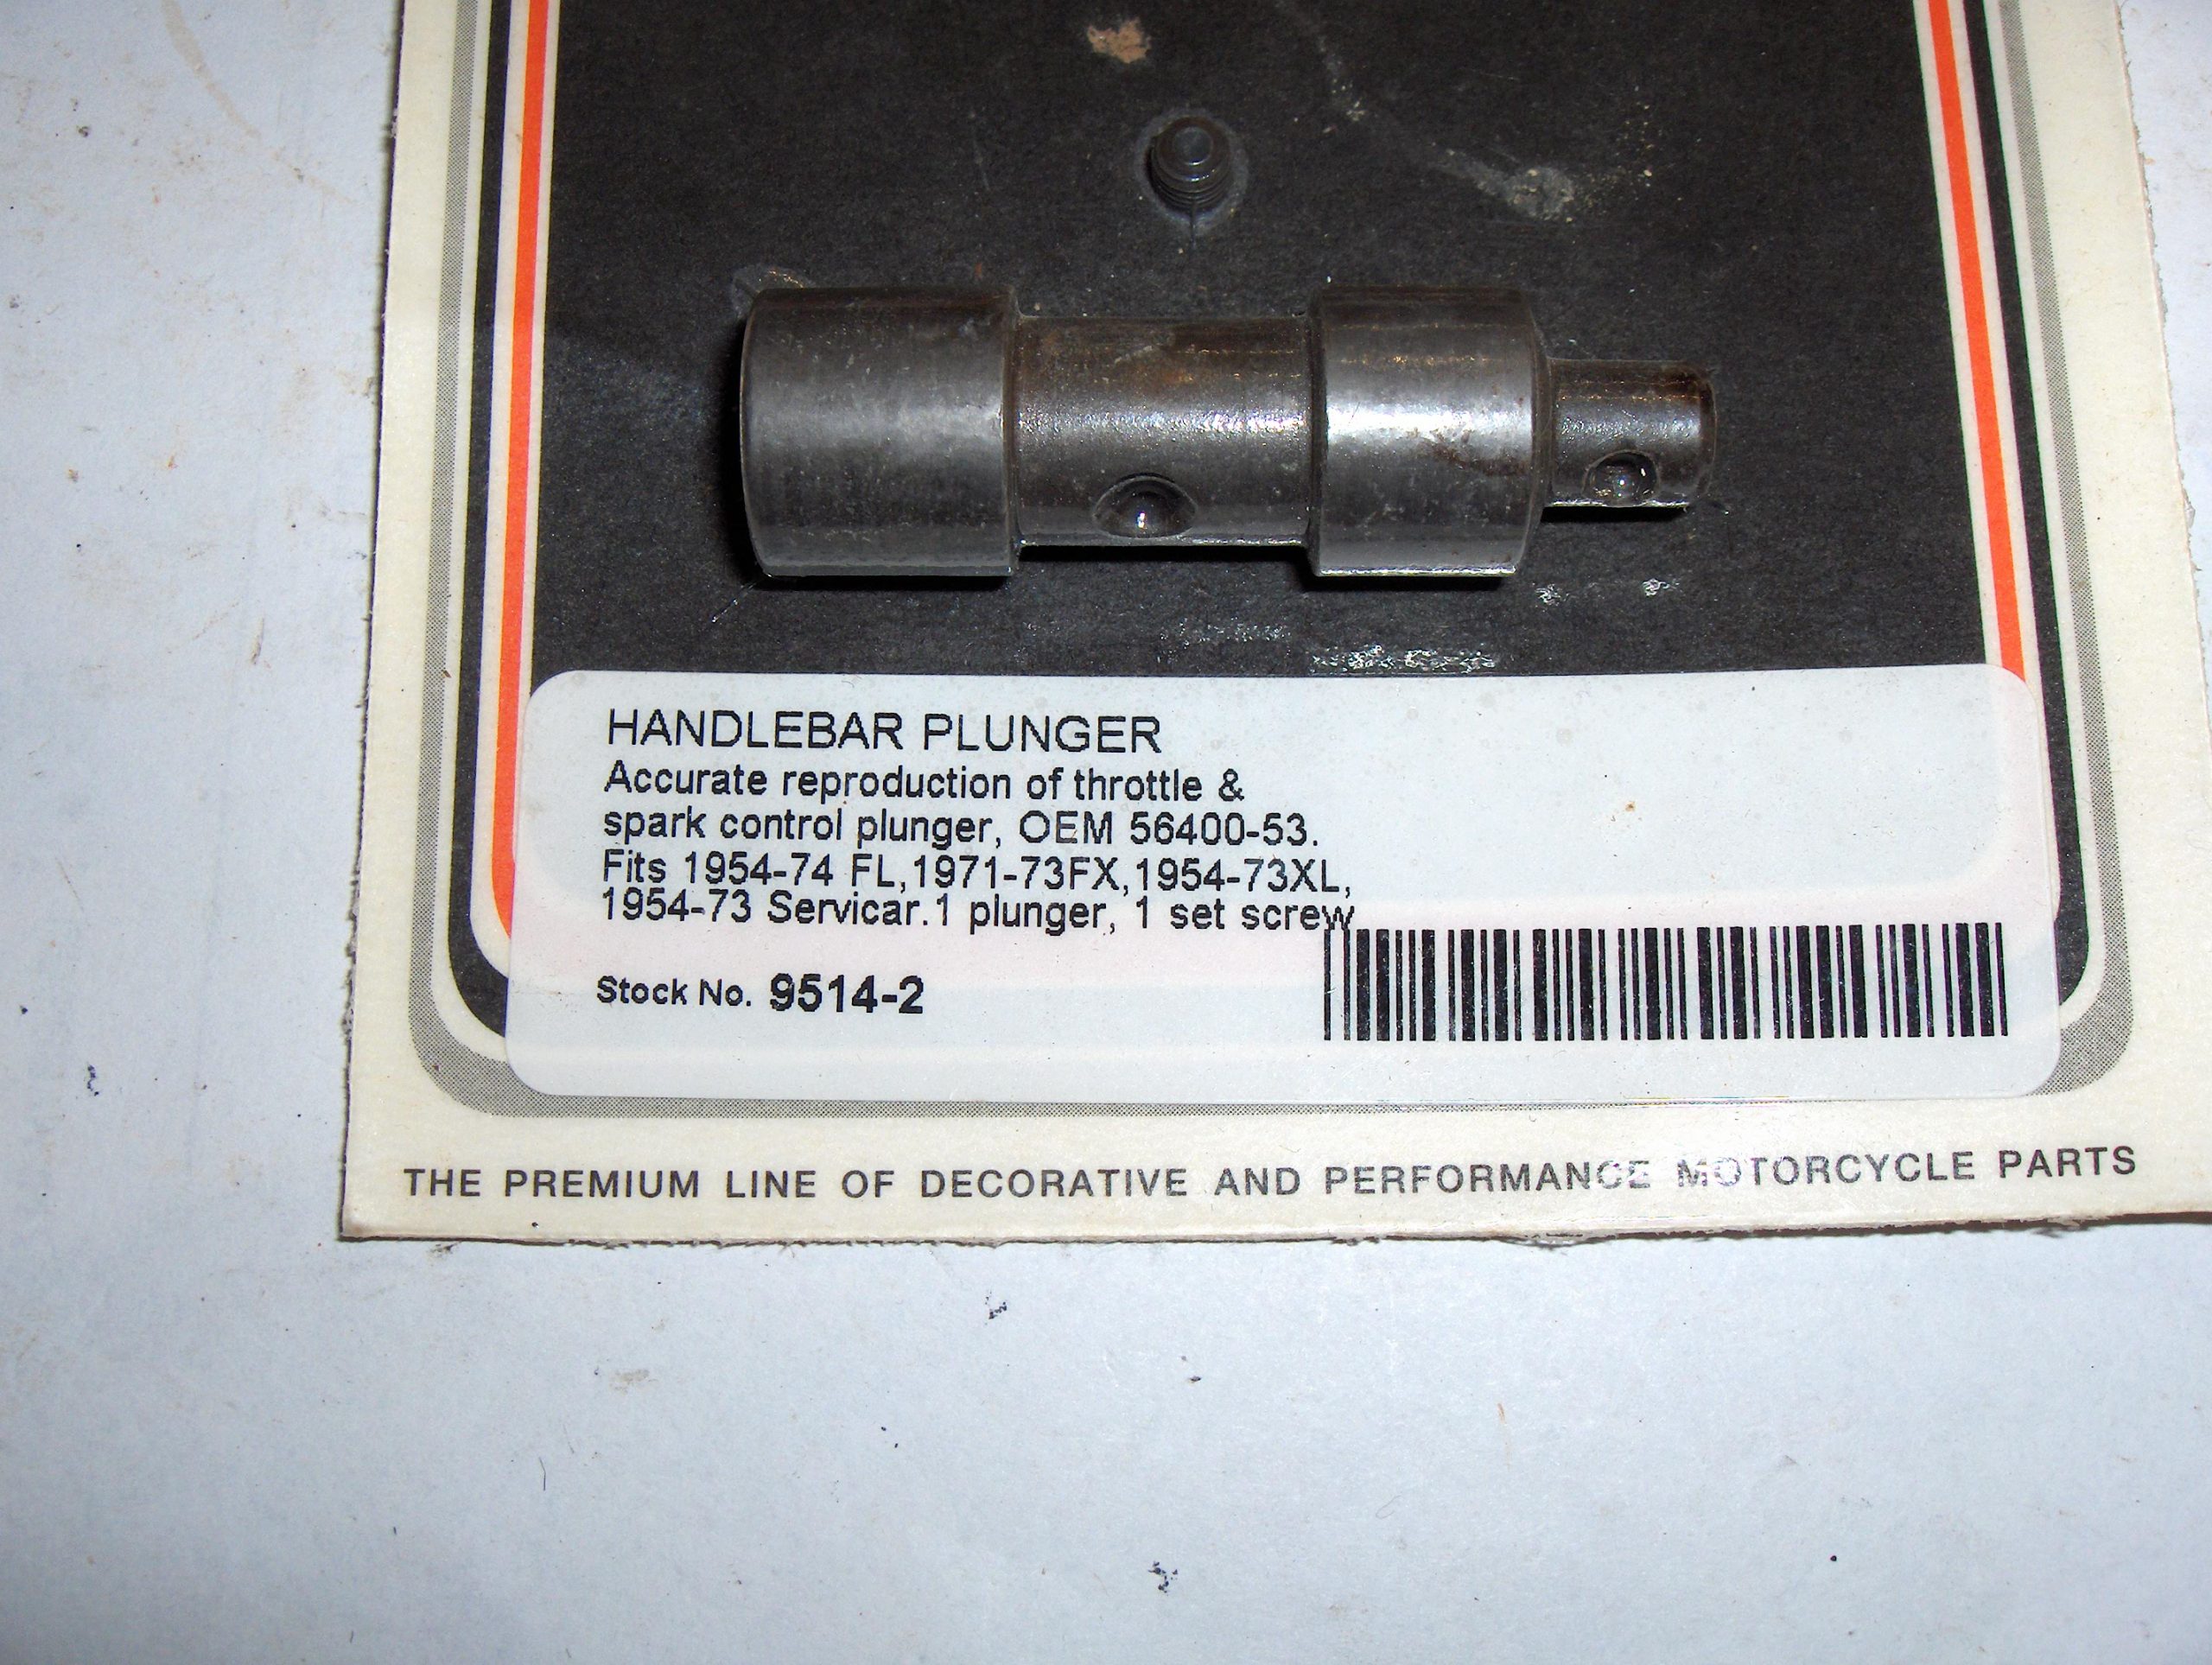 HANDLEBAR PLUNGER
Accurate reproduction of throttle &
spark control plunger, OEM 56400-53.
Fits 1954-74 FL,1971-73FX,1954-73XL,
1954-73 Servicar.1 plunger, 1 set screw
Stock No. 9514-2
THE PREMIUM LINE OF DECORATIVE AND PERFORMANCE MOTORCYCLE PARTS